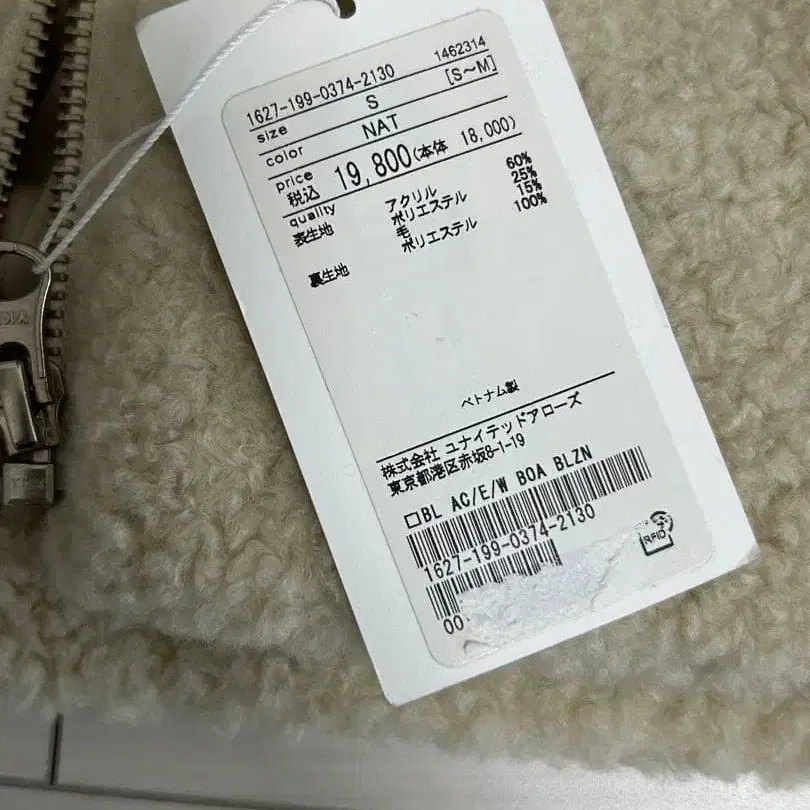 1627-199-0374-2130 1462314
size S [S~M]
color NAT
price
税込 19,800(本体 18,000)
quality
表生地 アクリル 60%
ポリエステル 25%
毛 15%
裏生地 ポリエステル 100%
ベトナム製
株式会社 ユナイテッドアローズ
東京都港区赤坂8-1-19
□BL AC/E/W BOA BLZN
1627-199-0374-2130
RFID
00